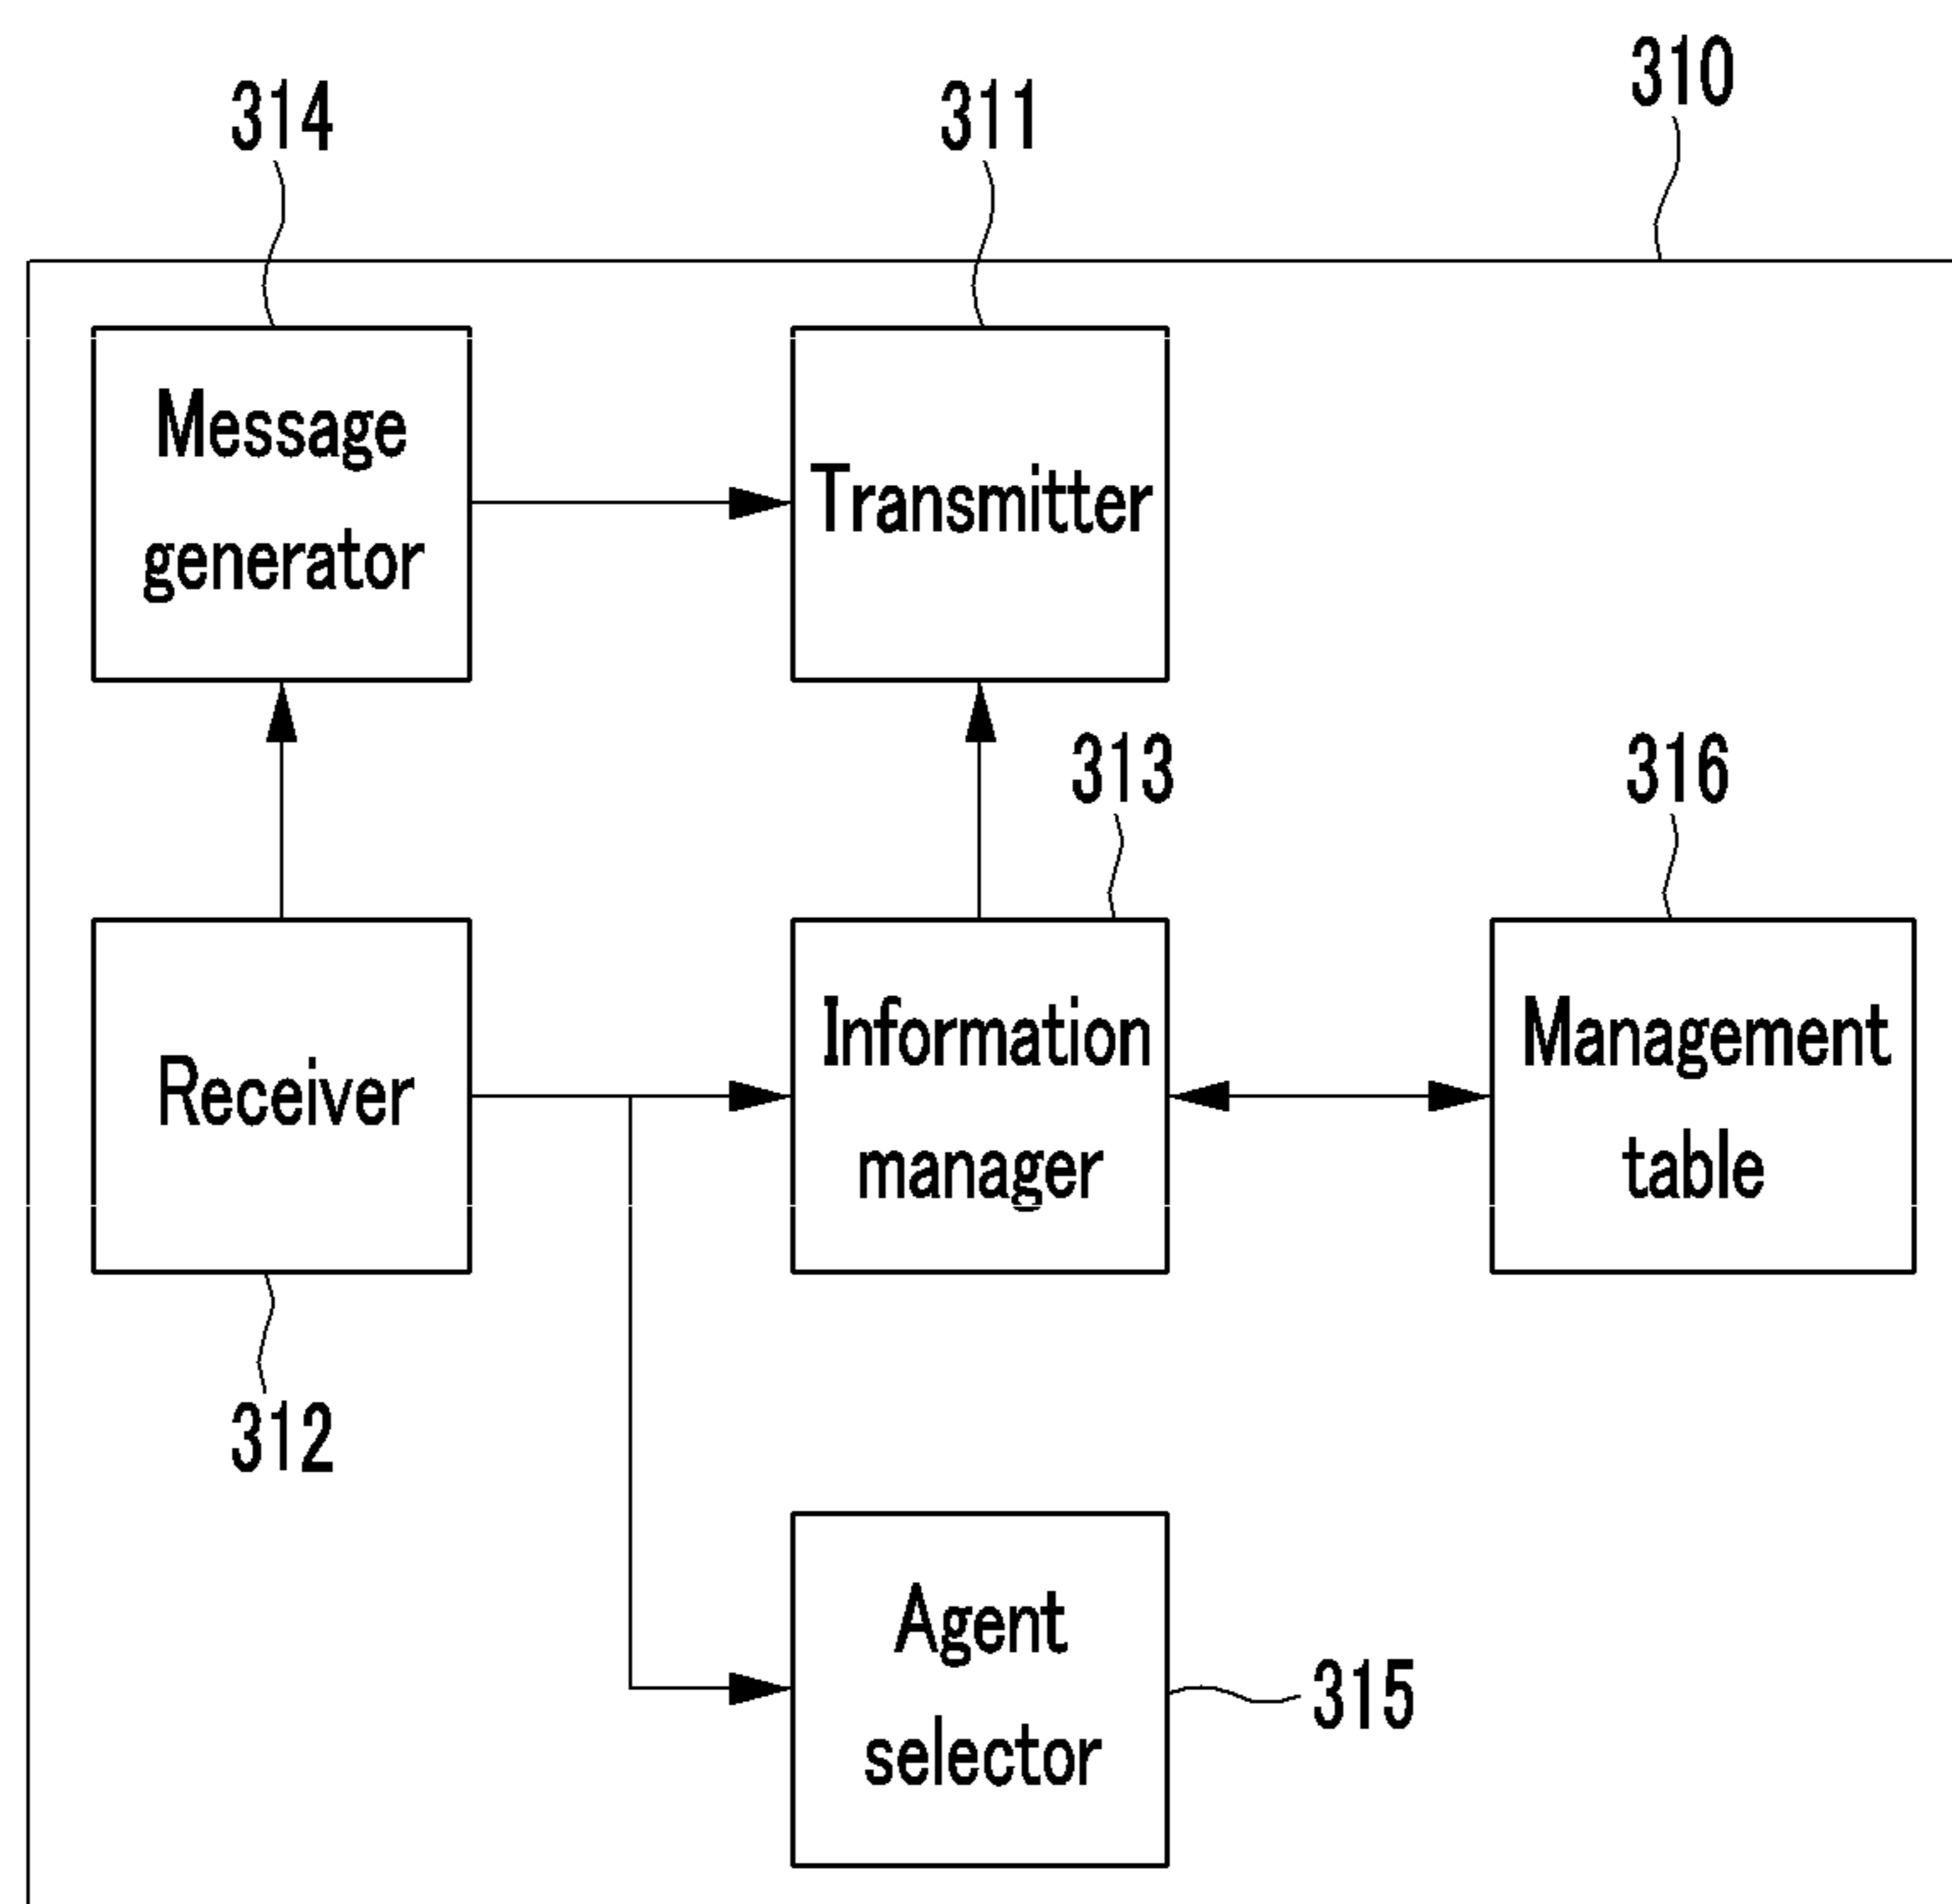 310
314
311
Message
generator
Transmitter
313
316
Receiver
Information
manager
Management
table
312
Agent
selector
315